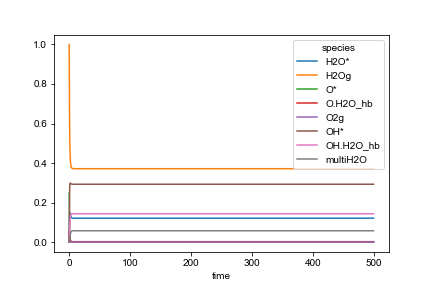 1.0
0.8
0.6
0.4
0.2
0.0
0
100
200
300
400
500
time
species
H2O*
H2Og
O*
O.H2O_hb
O2g
OH*
OH.H2O_hb
multiH2O